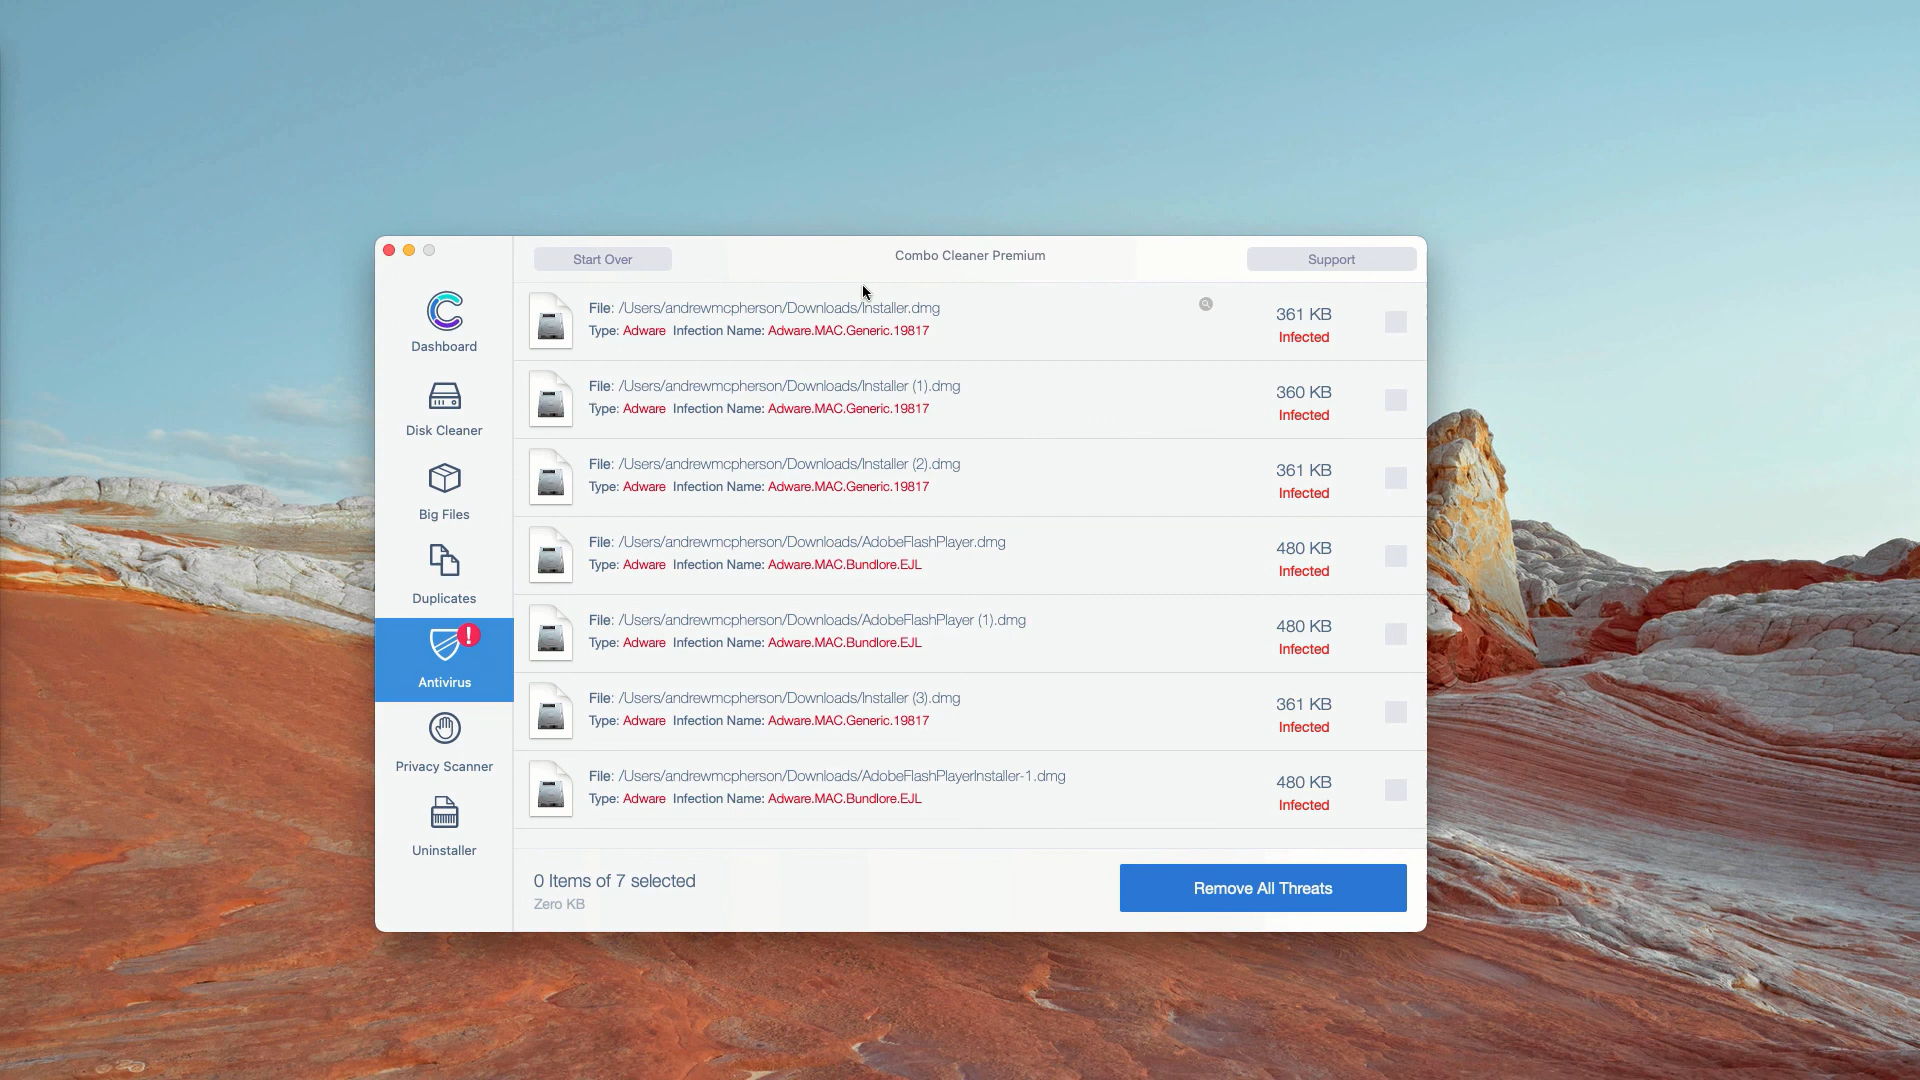 Start Over
Combo Cleaner Premium
Support
Dashboard
Disk Cleaner
Big Files
Duplicates
Antivirus
Privacy Scanner
Uninstaller
File: /Users/andrewmcpherson/Downloads/Installer.dmg
Type: Adware Infection Name: Adware.MAC.Generic.19817
361 KB
Infected
File: /Users/andrewmcpherson/Downloads/Installer (1).dmg
Type: Adware Infection Name: Adware.MAC.Generic.19817
360 KB
Infected
File: /Users/andrewmcpherson/Downloads/Installer (2).dmg
Type: Adware Infection Name: Adware.MAC.Generic.19817
361 KB
Infected
File: /Users/andrewmcpherson/Downloads/AdobeFlashPlayer.dmg
Type: Adware Infection Name: Adware.MAC.Bundlore.EJL
480 KB
Infected
File: /Users/andrewmcpherson/Downloads/AdobeFlashPlayer (1).dmg
Type: Adware Infection Name: Adware.MAC.Bundlore.EJL
480 KB
Infected
File: /Users/andrewmcpherson/Downloads/Installer (3).dmg
Type: Adware Infection Name: Adware.MAC.Generic.19817
361 KB
Infected
File: /Users/andrewmcpherson/Downloads/AdobeFlashPlayerInstaller-1.dmg
Type: Adware Infection Name: Adware.MAC.Bundlore.EJL
480 KB
Infected
0 Items of 7 selected
Zero KB
Remove All Threats